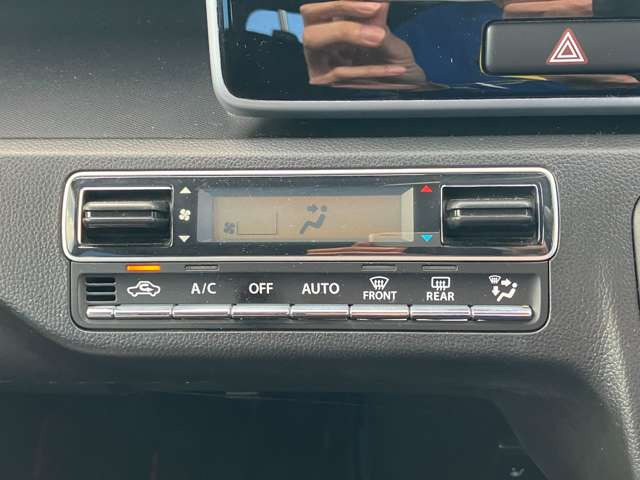 A/C OFF AUTO FRONT REAR